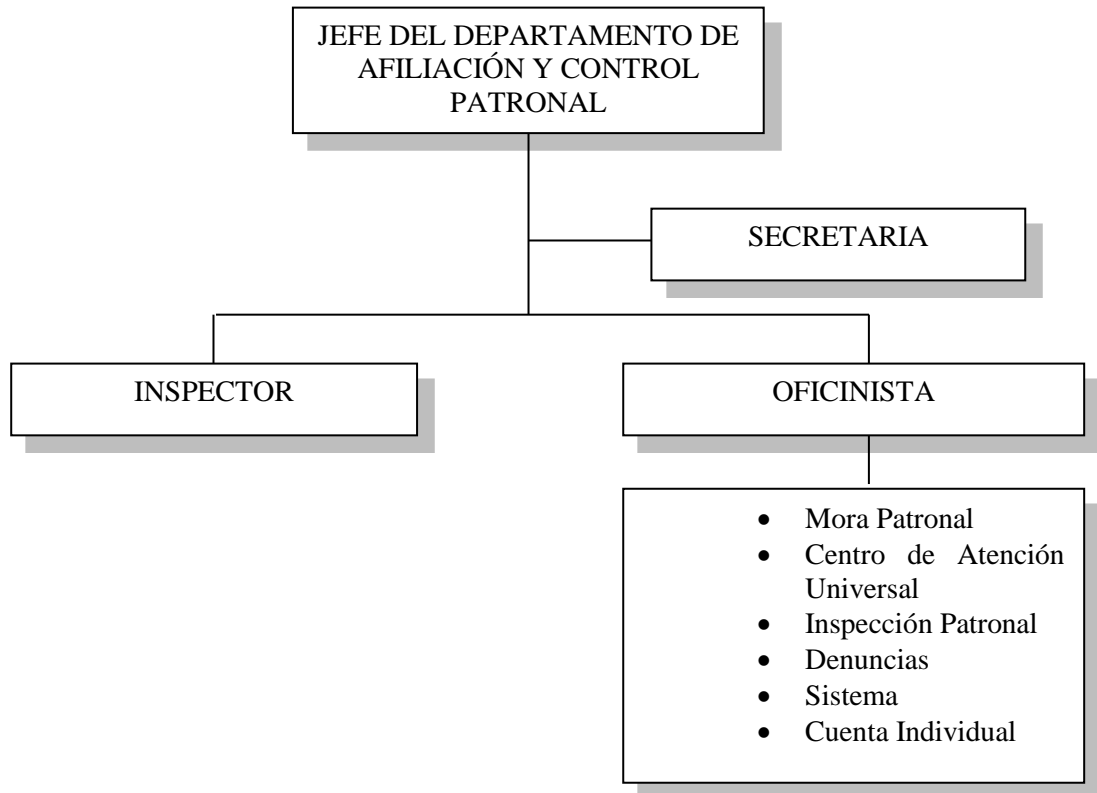 JEFE DEL DEPARTAMENTO DE
AFILIACIÓN Y CONTROL
PATRONAL
SECRETARIA
INSPECTOR
OFICINISTA
• Mora Patronal
• Centro de Atención
Universal
• Inspección Patronal
• Denuncias
• Sistema
• Cuenta Individual